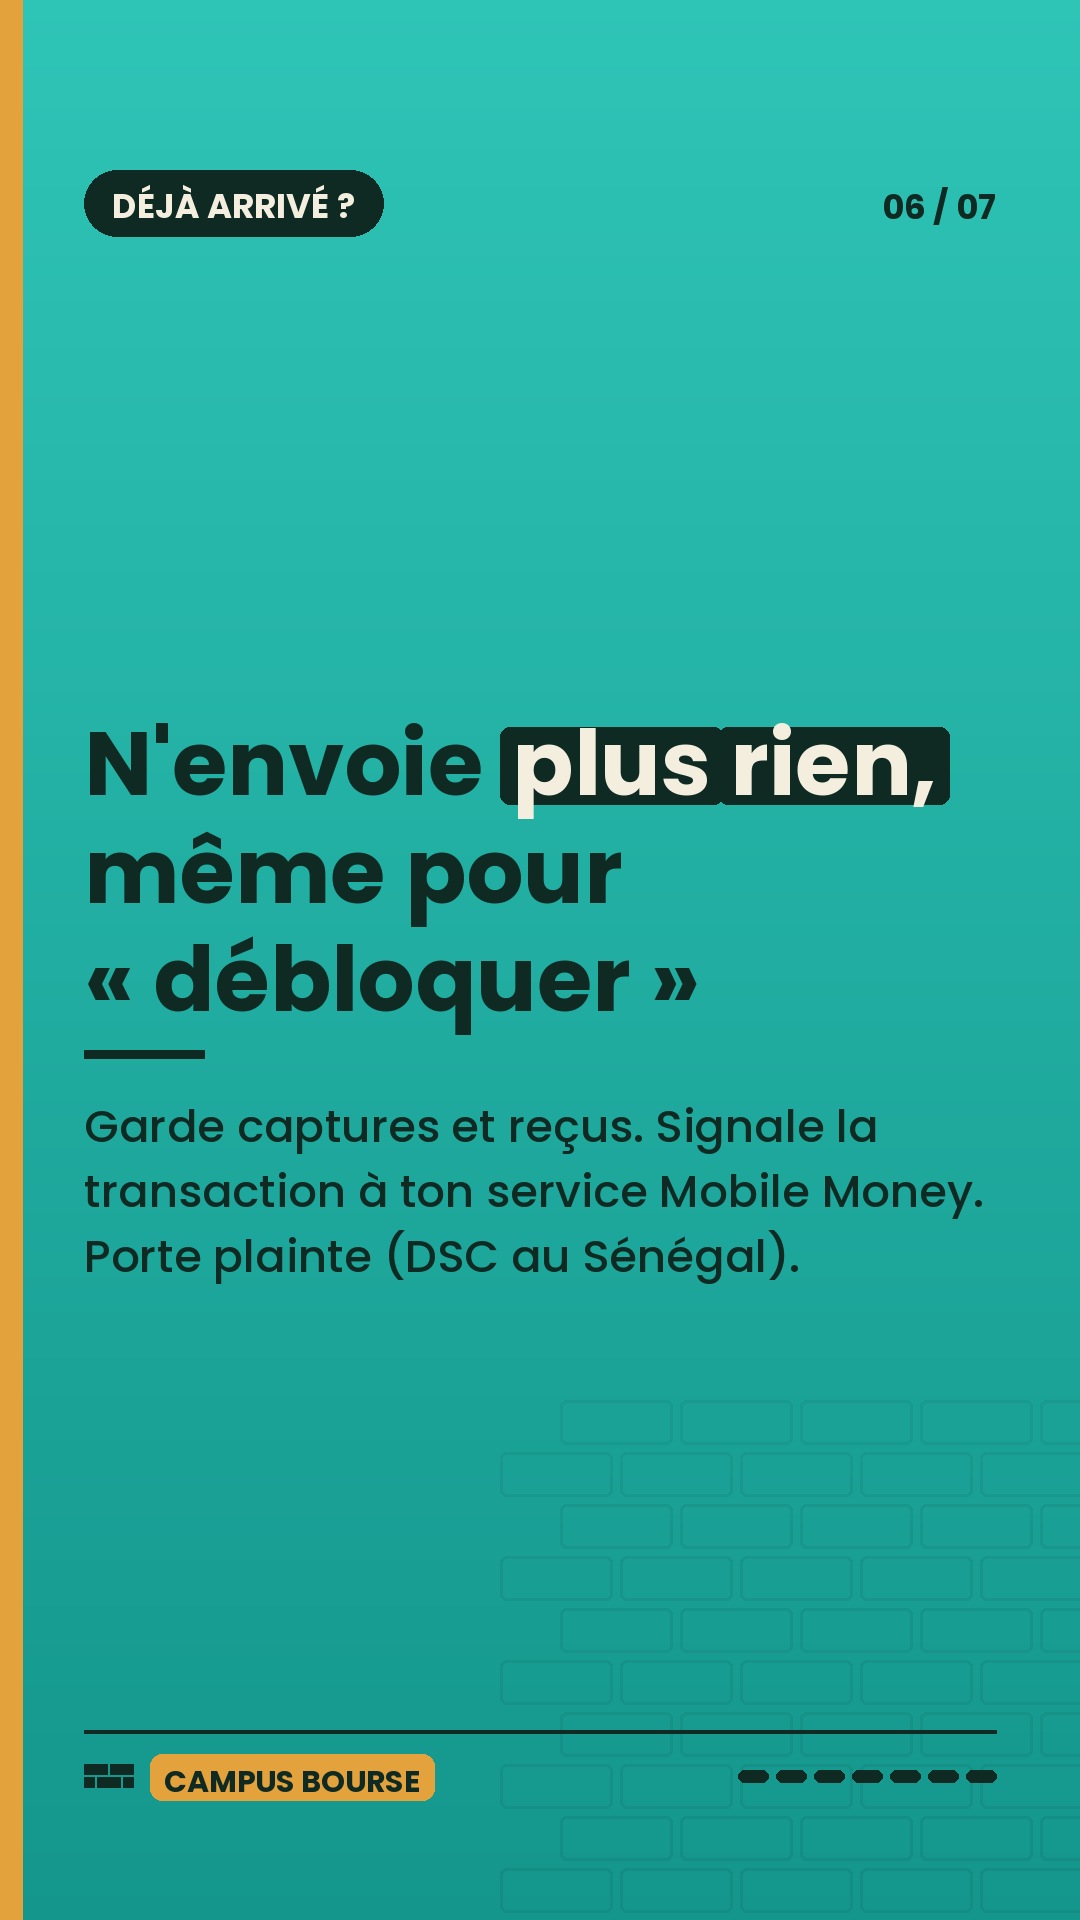 DÉJÀ ARRIVÉ ?
06 / 07
N'envoie plus rien,
même pour
« débloquer »
Garde captures et reçus. Signale la
transaction à ton service Mobile Money.
Porte plainte (DSC au Sénégal).
CAMPUS BOURSE